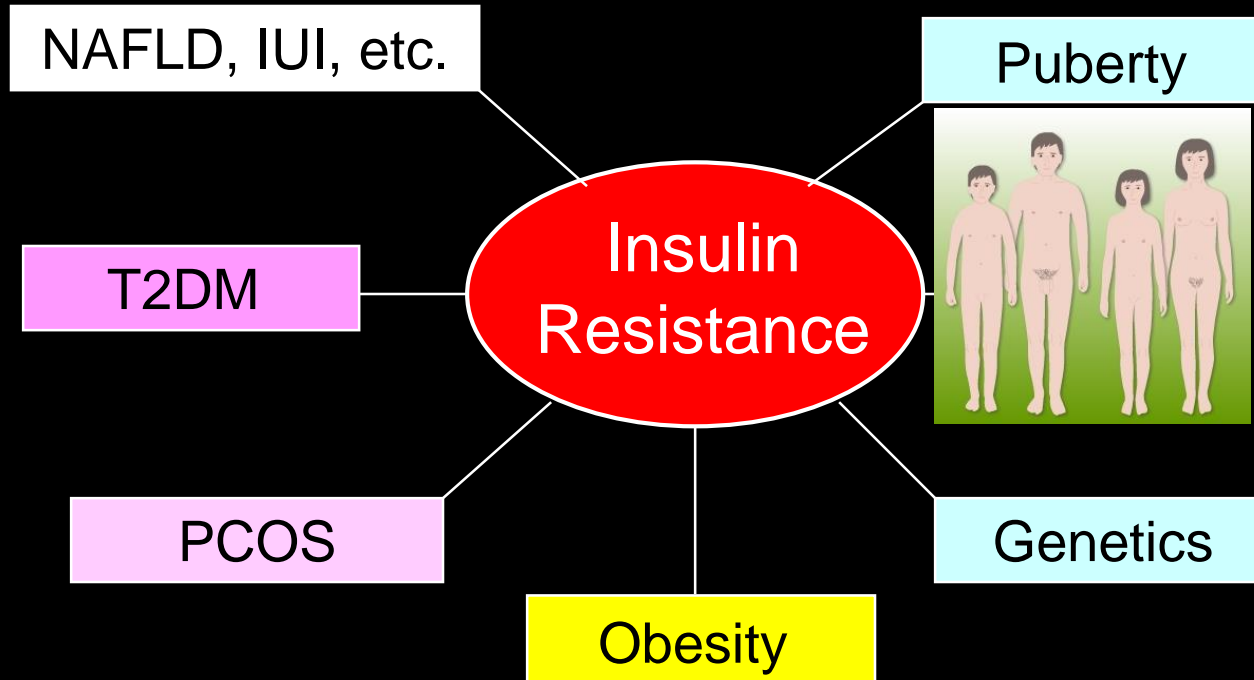 NAFLD, IUI, etc.
Puberty
Insulin
Resistance
T2DM
PCOS
Genetics
Obesity